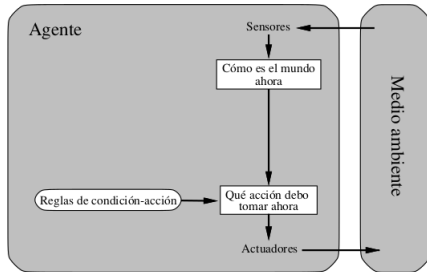 Agente
Sensores
Cómo es el mundo
ahora
Medio ambiente
Reglas de condición-acción
Qué acción debo
tomar ahora
Actuadores